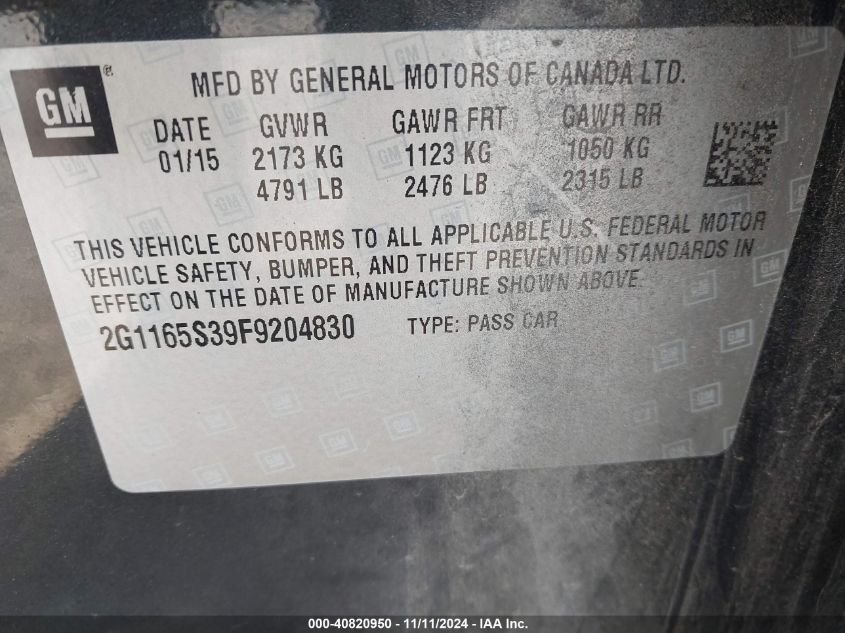 GM ®
MFD BY GENERAL MOTORS OF CANADA LTD.
DATE GVWR GAWR FRT GAWR RR
01/15 2173 KG 1123 KG 1050 KG
4791 LB 2476 LB 2315 LB
THIS VEHICLE CONFORMS TO ALL APPLICABLE U.S. FEDERAL MOTOR
VEHICLE SAFETY, BUMPER, AND THEFT PREVENTION STANDARDS IN
EFFECT ON THE DATE OF MANUFACTURE SHOWN ABOVE.
2G1165S39F9204830 TYPE: PASS CAR
000-40820950 - 11/11/2024 - IAA Inc.